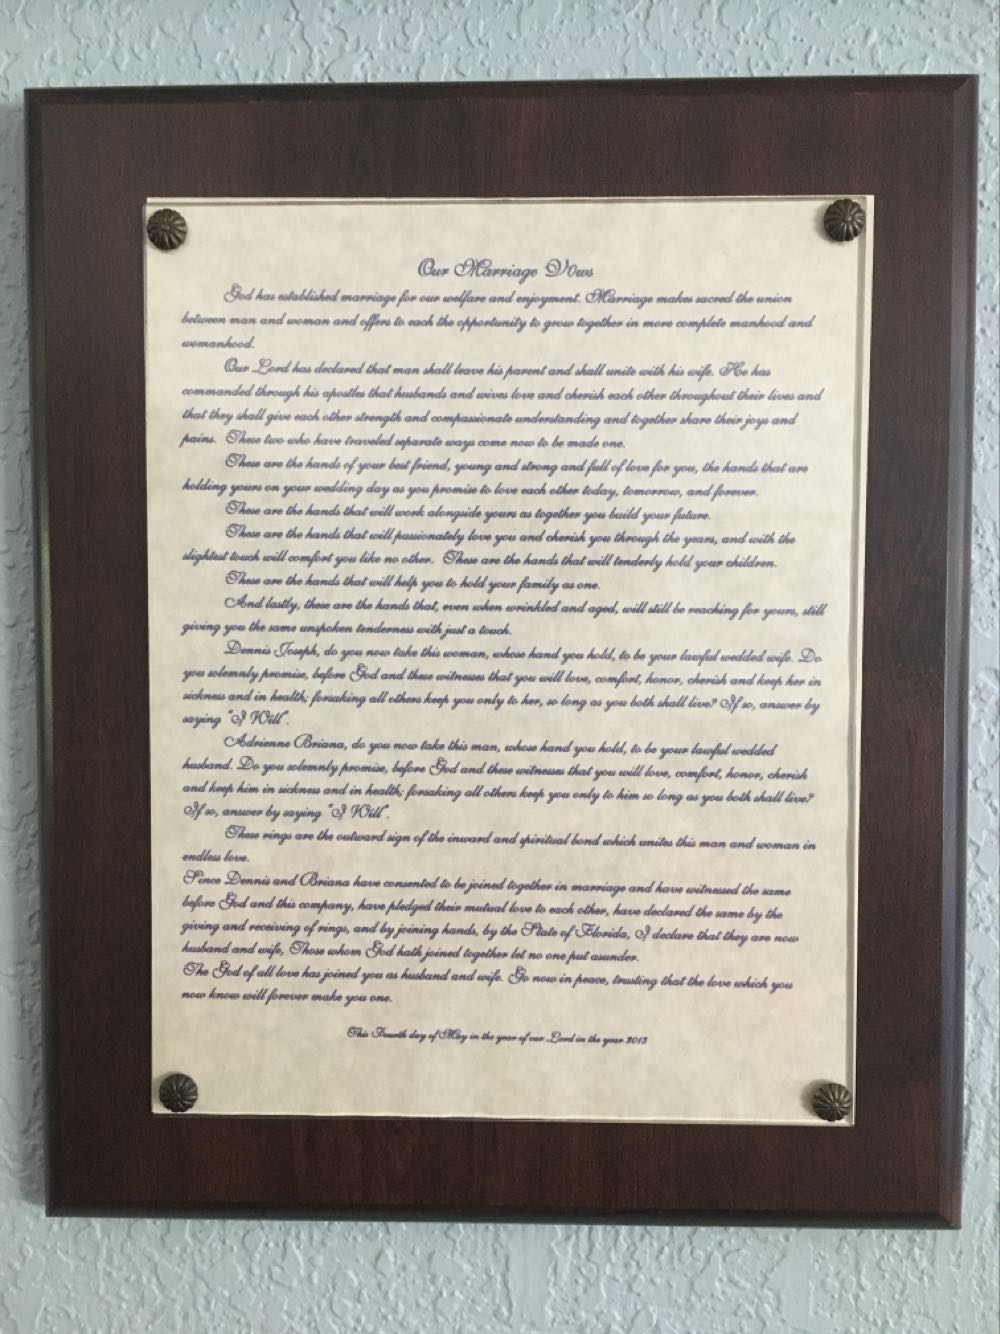 Our Marriage V0ws
God has established marriage for our welfare and enjoyment. Marriage makes sacred the union
between man and woman and offers to each the opportunity to grow together in more complete manhood and
womanhood.
Our Lord has declared that man shall leave his parent and shall unite with his wife. He has
commanded through his apostles that husbands and wives love and cherish each other throughout their lives and
that they shall give each other strength and compassionate understanding and together share their joys and
pains. These two who have traveled separate ways come now to be made one.
These are the hands of your best friend, young and strong and full of love for you, the hands that are
holding yours on your wedding day as you promise to love each other today, tomorrow, and forever.
These are the hands that will work alongside yours as together you build your future.
These are the hands that will passionately love you and cherish you through the years, and with the
slightest touch will comfort you like no other. These are the hands that will tenderly hold your children.
These are the hands that will help you to hold your family as one.
And lastly, these are the hands that, even when wrinkled and aged, will still be reaching for yours, still
giving you the same unspoken tenderness with just a touch.
Dennis Joseph, do you now take this woman, whose hand you hold, to be your lawful wedded wife. Do
you solemnly promise, before God and these witnesses that you will love, comfort, honor, cherish and keep her in
sickness and in health; forsaking all others keep you only to her, so long as you both shall live? If so, answer by
saying "I Will".
Adrienne Briana, do you now take this man, whose hand you hold, to be your lawful wedded
husband. Do you solemnly promise, before God and these witnesses that you will love, comfort, honor, cherish
and keep him in sickness and in health; forsaking all others keep you only to him so long as you both shall live?
If so, answer by saying "I Will".
These rings are the outward sign of the inward and spiritual bond which unites this man and woman in
endless love.
Since Dennis and Briana have consented to be joined together in marriage and have witnessed the same
before God and this company, have pledged their mutual love to each other, have declared the same by the
giving and receiving of rings, and by joining hands, by the State of Florida, I declare that they are now
husband and wife, Those whom God hath joined together let no one put asunder.
The God of all love has joined you as husband and wife. Go now in peace, trusting that the love which you
now know will forever make you one.
This Fourth day of May in the year of our Lord in the year 2013